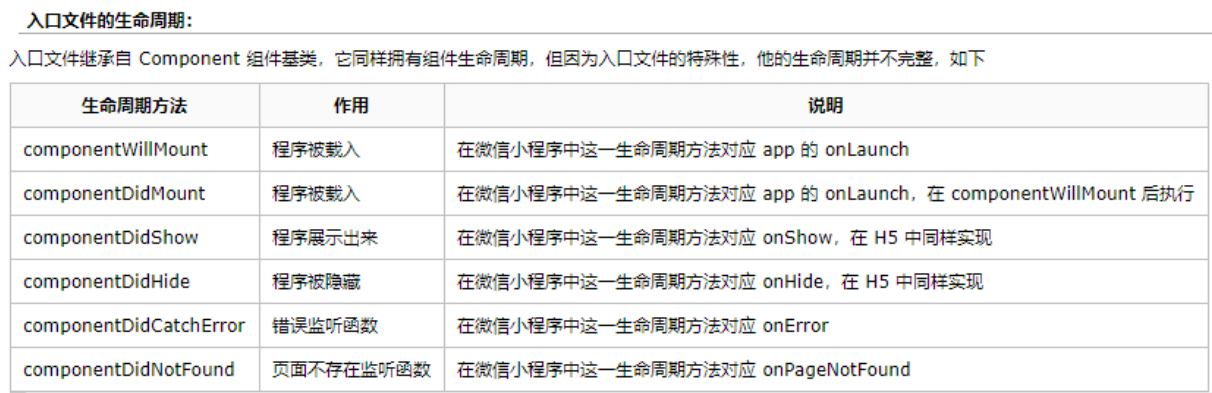 入口文件的生命周期：
入口文件继承自 Component 组件基类，它同样拥有组件生命周期，但因为入口文件的特殊性，他的生命周期并不完整，如下
生命周期方法 作用 说明
componentWillMount 程序被载入 在微信小程序中这一生命周期方法对应 app 的 onLaunch
componentDidMount 程序被载入 在微信小程序中这一生命周期方法对应 app 的 onLaunch，在 componentWillMount 后执行
componentDidShow 程序展示出来 在微信小程序中这一生命周期方法对应 onShow，在 H5 中同样实现
componentDidHide 程序被隐藏 在微信小程序中这一生命周期方法对应 onHide，在 H5 中同样实现
componentDidCatchError 错误监听函数 在微信小程序中这一生命周期方法对应 onError
componentDidNotFound 页面不存在监听函数 在微信小程序中这一生命周期方法对应 onPageNotFound